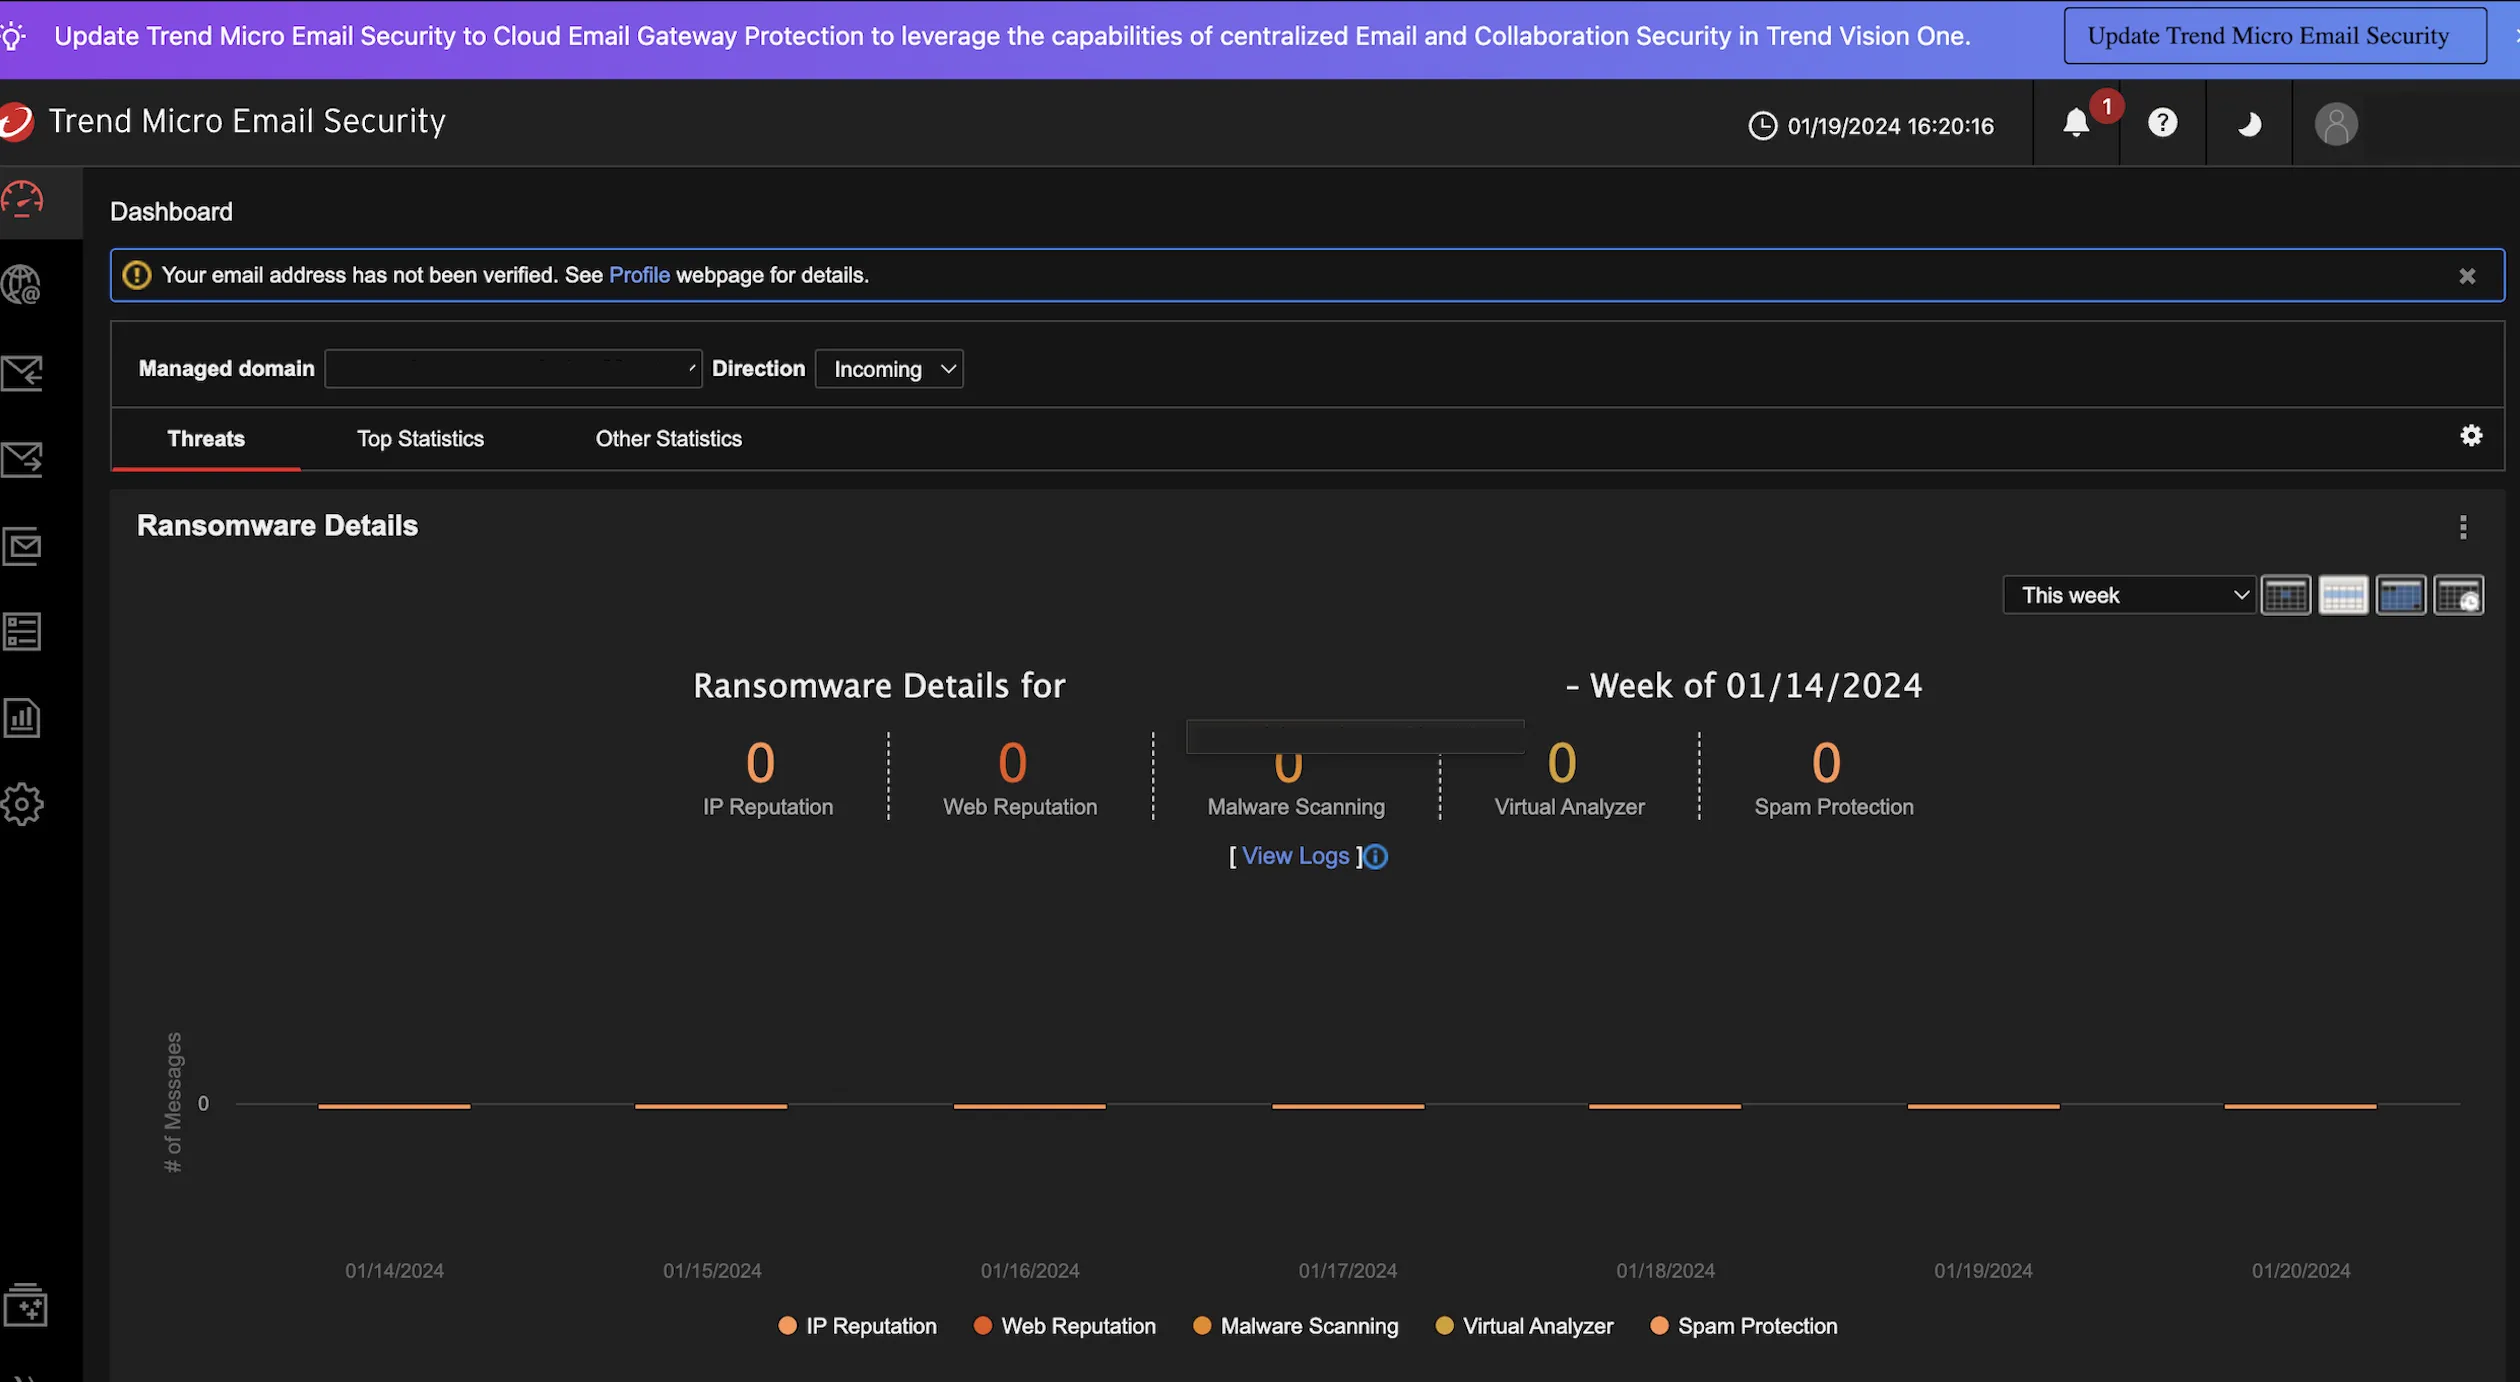 Update Trend Micro Email Security to Cloud Email Gateway Protection to leverage the capabilities of centralized Email and Collaboration Security in Trend Vision One.
Update Trend Micro Email Security
Trend Micro Email Security
01/19/2024 16:20:16
1
Dashboard
Your email address has not been verified. See Profile webpage for details.
Managed domain
Direction
Incoming
Threats
Top Statistics
Other Statistics
Ransomware Details
This week
Ransomware Details for - Week of 01/14/2024
0
0
0
0
0
IP Reputation
Web Reputation
Malware Scanning
Virtual Analyzer
Spam Protection
[ View Logs ]
# of Messages
0
01/14/2024
01/15/2024
01/16/2024
01/17/2024
01/18/2024
01/19/2024
01/20/2024
IP Reputation
Web Reputation
Malware Scanning
Virtual Analyzer
Spam Protection